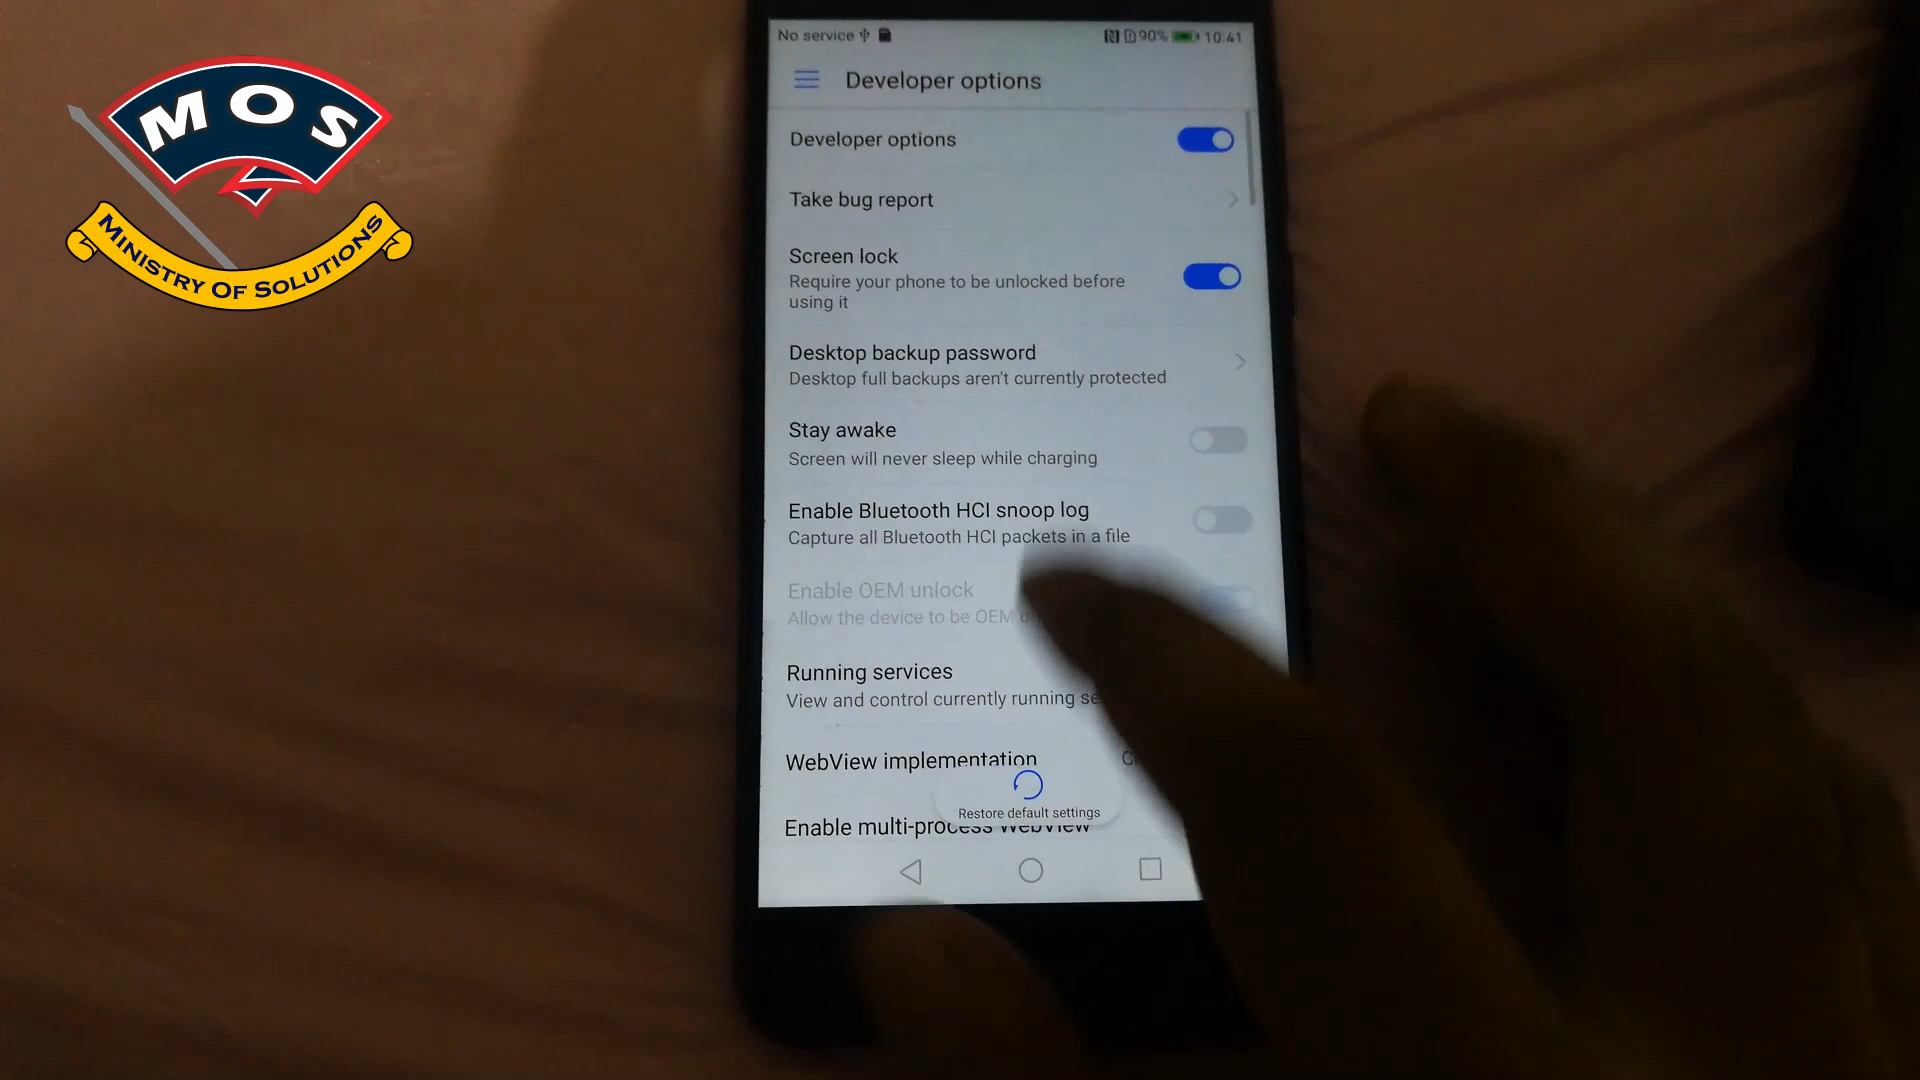 MOS
MINISTRY OF SOLUTIONS
No service
90%
10:41
Developer options
Developer options
Take bug report
Screen lock
Require your phone to be unlocked before
using it
Desktop backup password
Desktop full backups aren't currently protected
Stay awake
Screen will never sleep while charging
Enable Bluetooth HCI snoop log
Capture all Bluetooth HCI packets in a file
Enable OEM unlock
Allow the device to be OEM
Running services
View and control currently running
WebView implementation
Restore default settings
Enable multi-process WebView